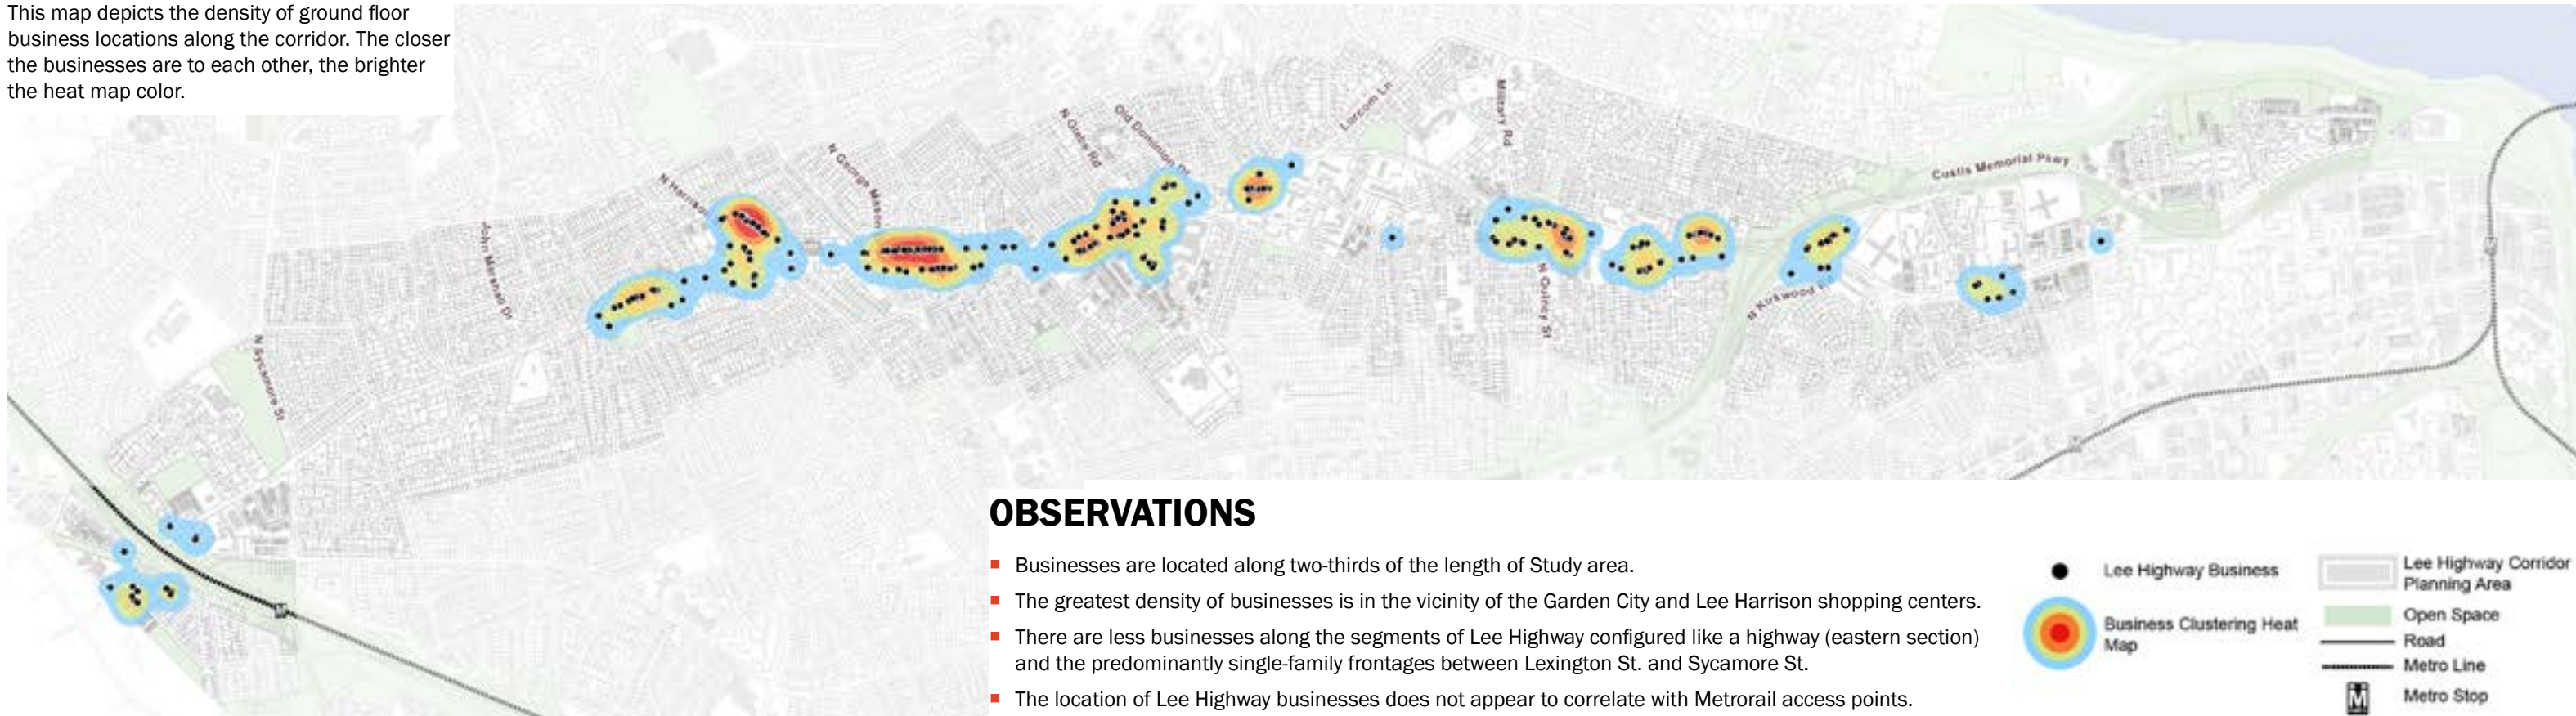 This map depicts the density of ground floor
business locations along the corridor. The closer
the businesses are to each other, the brighter
the heat map color.
Lorcom Ln
Military Rd
N Glebe Rd
Old Dominion Dr
N George Mason
N Harrison
Custis Memorial Pkwy
John Marshall Dr
N Quincy St
N Kirkwood
N Sycamore St
OBSERVATIONS
Businesses are located along two-thirds of the length of Study area.
The greatest density of businesses is in the vicinity of the Garden City and Lee Harrison shopping centers.
There are less businesses along the segments of Lee Highway configured like a highway (eastern section)
and the predominantly single-family frontages between Lexington St. and Sycamore St.
The location of Lee Highway businesses does not appear to correlate with Metrorail access points.
Lee Highway Business
Business Clustering Heat
Map
Lee Highway Corridor
Planning Area
Open Space
Road
Metro Line
M Metro Stop